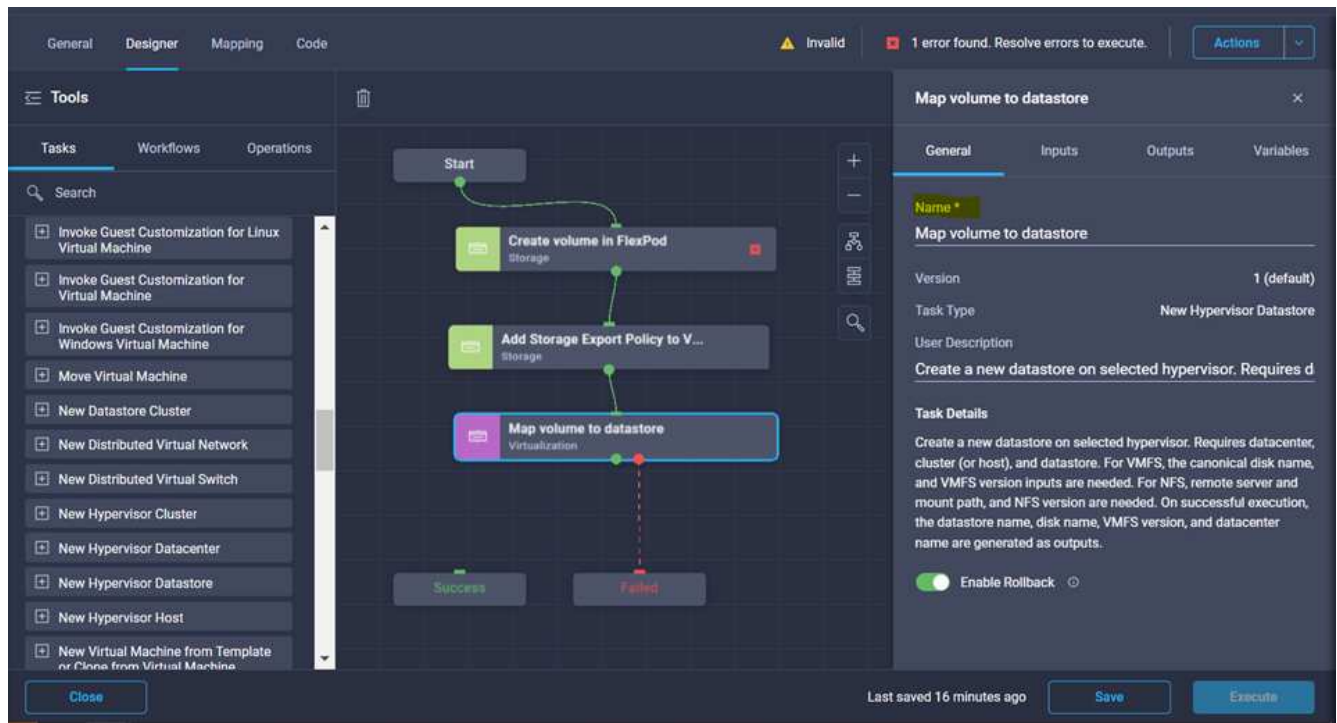 General Designer Mapping Code Invalid 1 error found. Resolve errors to execute. Actions
Tools
Tasks Workflows Operations
Search
Invoke Guest Customization for Linux
Virtual Machine
Invoke Guest Customization for
Virtual Machine
Invoke Guest Customization for
Windows Virtual Machine
Move Virtual Machine
New Datastore Cluster
New Distributed Virtual Network
New Distributed Virtual Switch
New Hypervisor Cluster
New Hypervisor Datacenter
New Hypervisor Datastore
New Hypervisor Host
New Virtual Machine from Template
or Clone from Virtual Machine
Start
Create volume in FlexPod
Storage
Add Storage Export Policy to V...
Storage
Map volume to datastore
Virtualization
Success Failed
Map volume to datastore
General Inputs Outputs Variables
Name *
Map volume to datastore
Version 1 (default)
Task Type New Hypervisor Datastore
User Description
Create a new datastore on selected hypervisor. Requires d
Task Details
Create a new datastore on selected hypervisor. Requires datacenter,
cluster (or host), and datastore. For VMFS, the canonical disk name,
and VMFS version inputs are needed. For NFS, remote server and
mount path, and NFS version are needed. On successful execution,
the datastore name, disk name, VMFS version, and datacenter
name are generated as outputs.
Enable Rollback
Close Last saved 16 minutes ago Save Execute